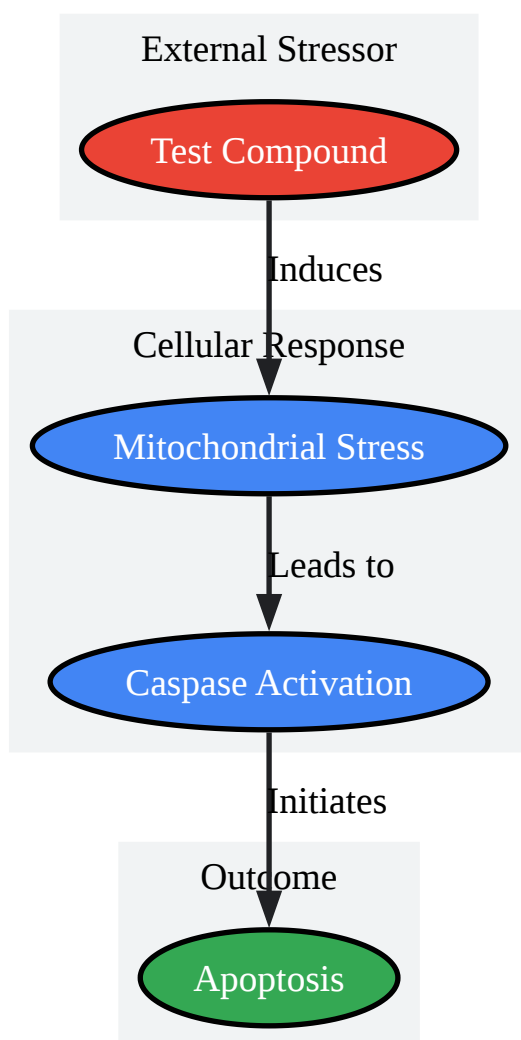 External Stressor
Test Compound
Induces
Cellular Response
Mitochondrial Stress
Leads to
Caspase Activation
Initiates
Outcome
Apoptosis